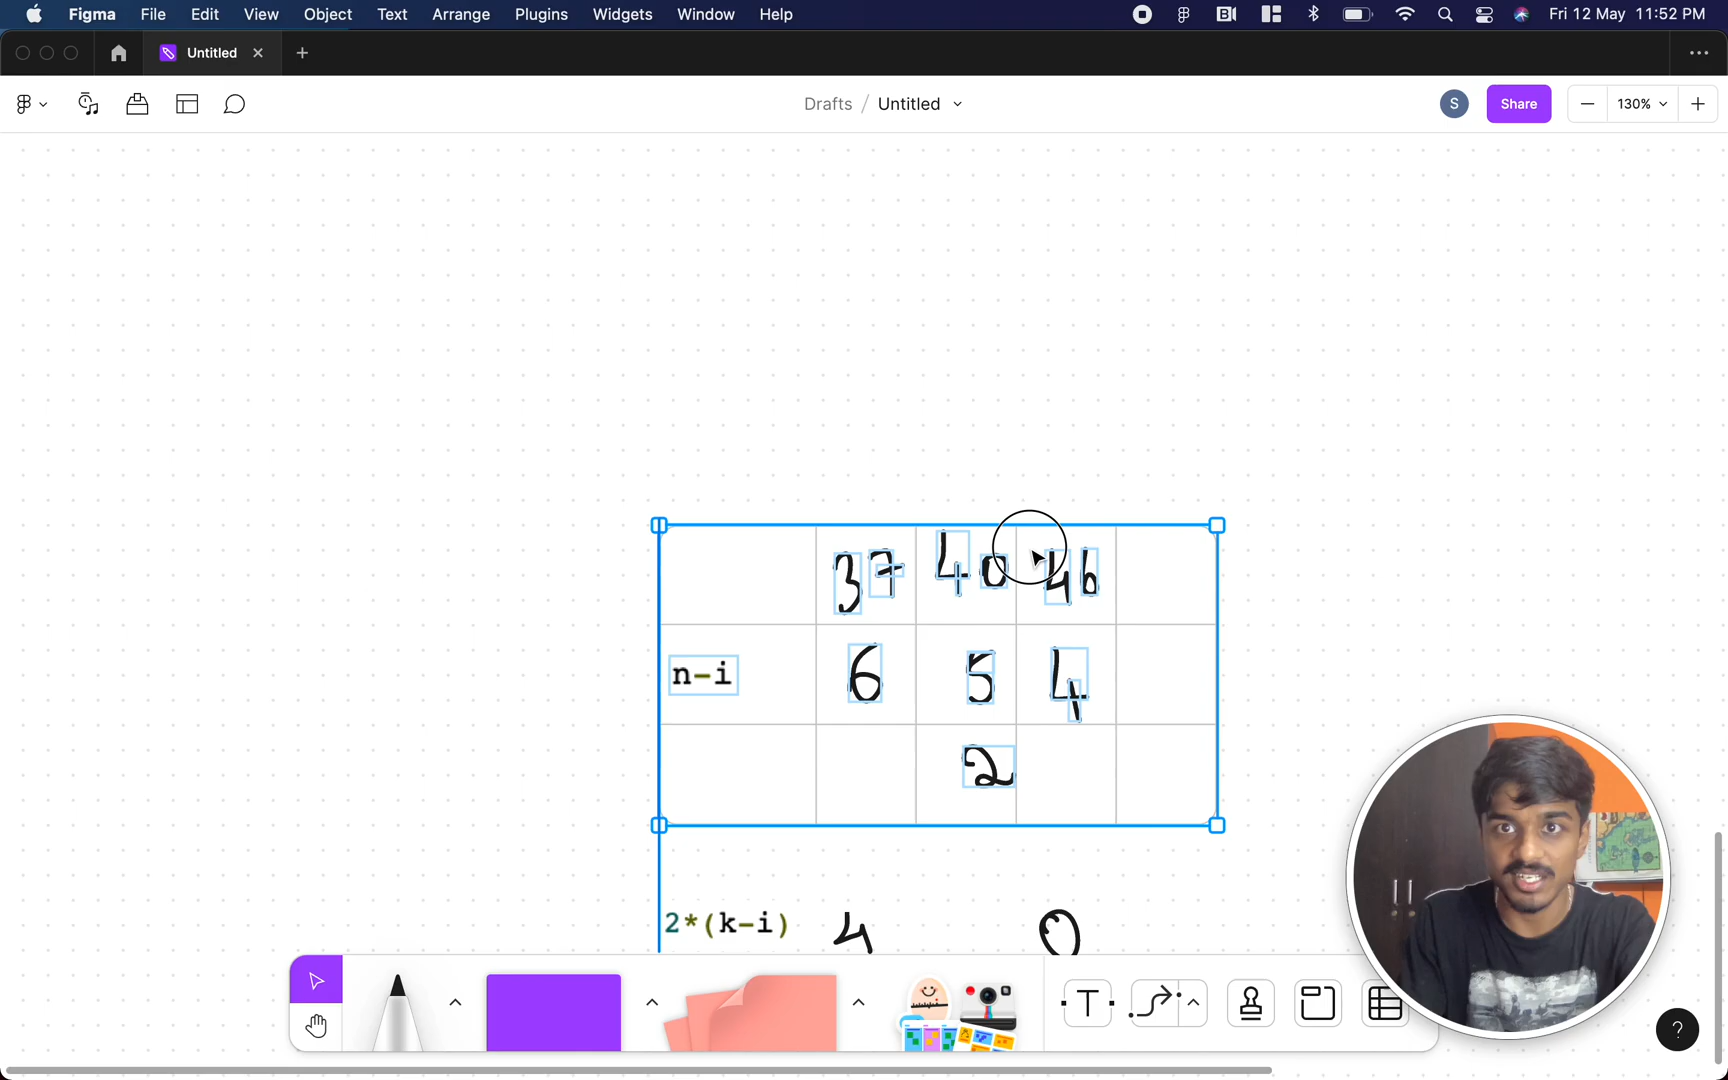 Figma File Edit View Object Text Arrange Plugins Widgets Window Help Fri 12 May 11:52 PM
Untitled
Drafts / Untitled S Share 130%
37 40 46
n-i 6 5 4
2
2*(k-i) 4 0
T
?